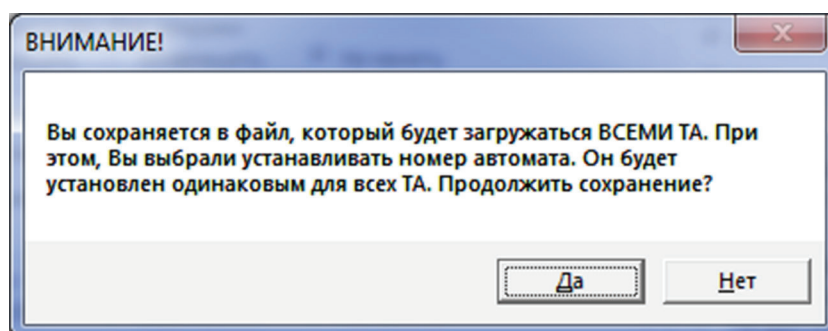 ВНИМАНИЕ!
Вы сохраняется в файл, который будет загружаться ВСЕМИ ТА. При
этом, Вы выбрали устанавливать номер автомата. Он будет
установлен одинаковым для всех ТА. Продолжить сохранение?
Да
Нет